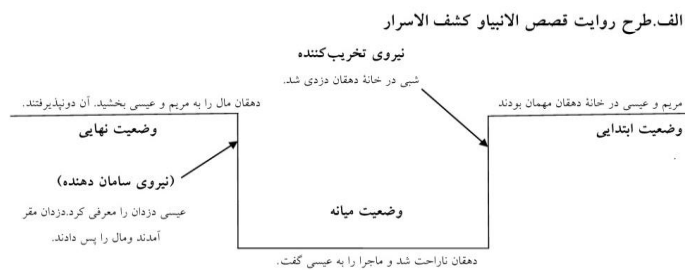 الف.طرح روایت قصص الانبیاو کشف الاسرار
نیروی تخریب‌کننده
شبی در خانۀ دهقان دزدی شد.
مریم و عیسی در خانۀ دهقان مهمان بودند
دهقان مال را به مریم و عیسی بخشید. آن دونپذیرفتند.
وضعیت ابتدایی
وضعیت نهایی
(نیروی سامان دهنده)
عیسی دزدان را معرفی کرد.دزدان مقر
آمدند ومال را پس دادند.
وضعیت میانه
دهقان ناراحت شد و ماجرا را به عیسی گفت.